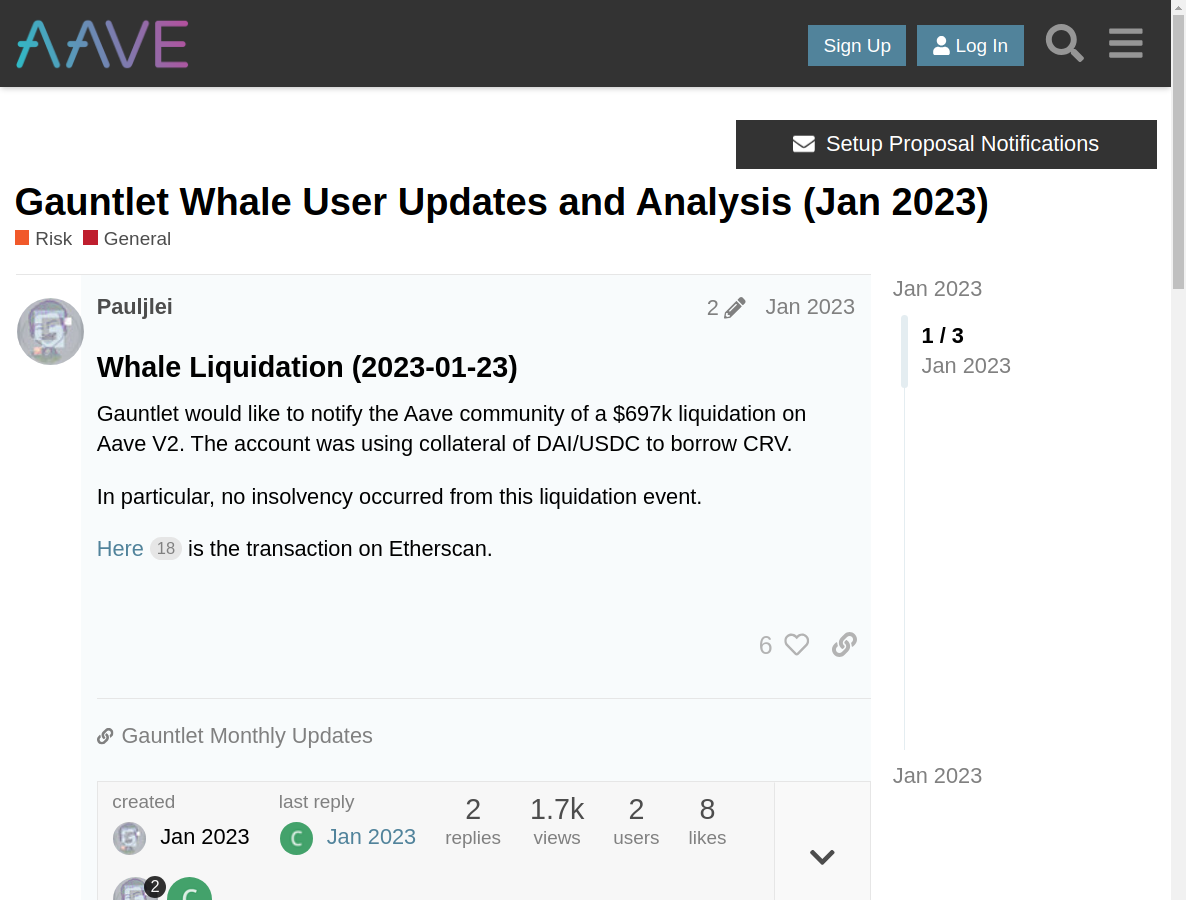 AAVE
Sign Up
Log In
Setup Proposal Notifications
Gauntlet Whale User Updates and Analysis (Jan 2023)
Risk General
Pauljlei 2 Jan 2023
Whale Liquidation (2023-01-23)
Gauntlet would like to notify the Aave community of a $697k liquidation on
Aave V2. The account was using collateral of DAI/USDC to borrow CRV.
In particular, no insolvency occurred from this liquidation event.
Here 18 is the transaction on Etherscan.
6
Gauntlet Monthly Updates
created
Jan 2023
last reply
C Jan 2023
2
replies
1.7k
views
2
users
8
likes
2
C
Jan 2023
1 / 3
Jan 2023
Jan 2023